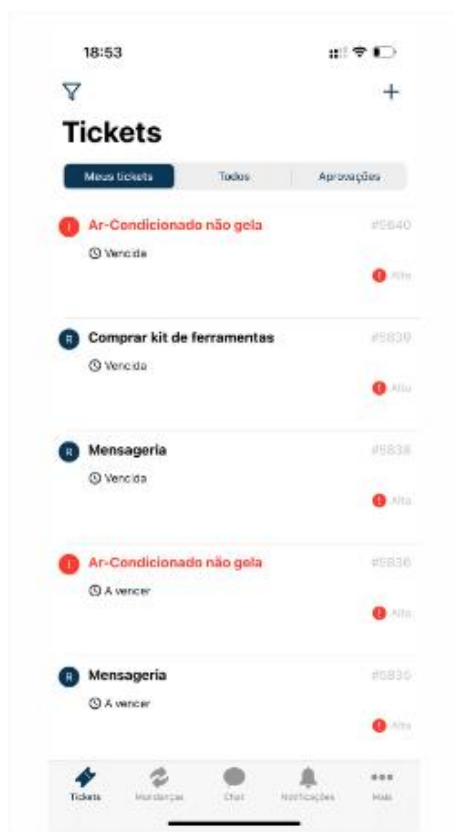 18:53
Tickets
Meus tickets Todos Aprovações
I Ar-Condicionado não gela #5840
Vencida
! Alta
R Comprar kit de ferramentas #5839
Vencida
! Alta
R Mensageria #5838
Vencida
! Alta
I Ar-Condicionado não gela #5836
A vencer
! Alta
R Mensageria #5835
A vencer
! Alta
Tickets Mudanças Chat Notificações Mais